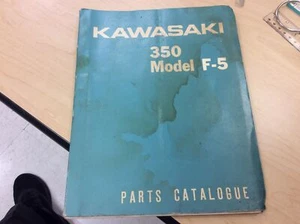 KAWASAKI
350
Model F-5
PARTS CATALOGUE